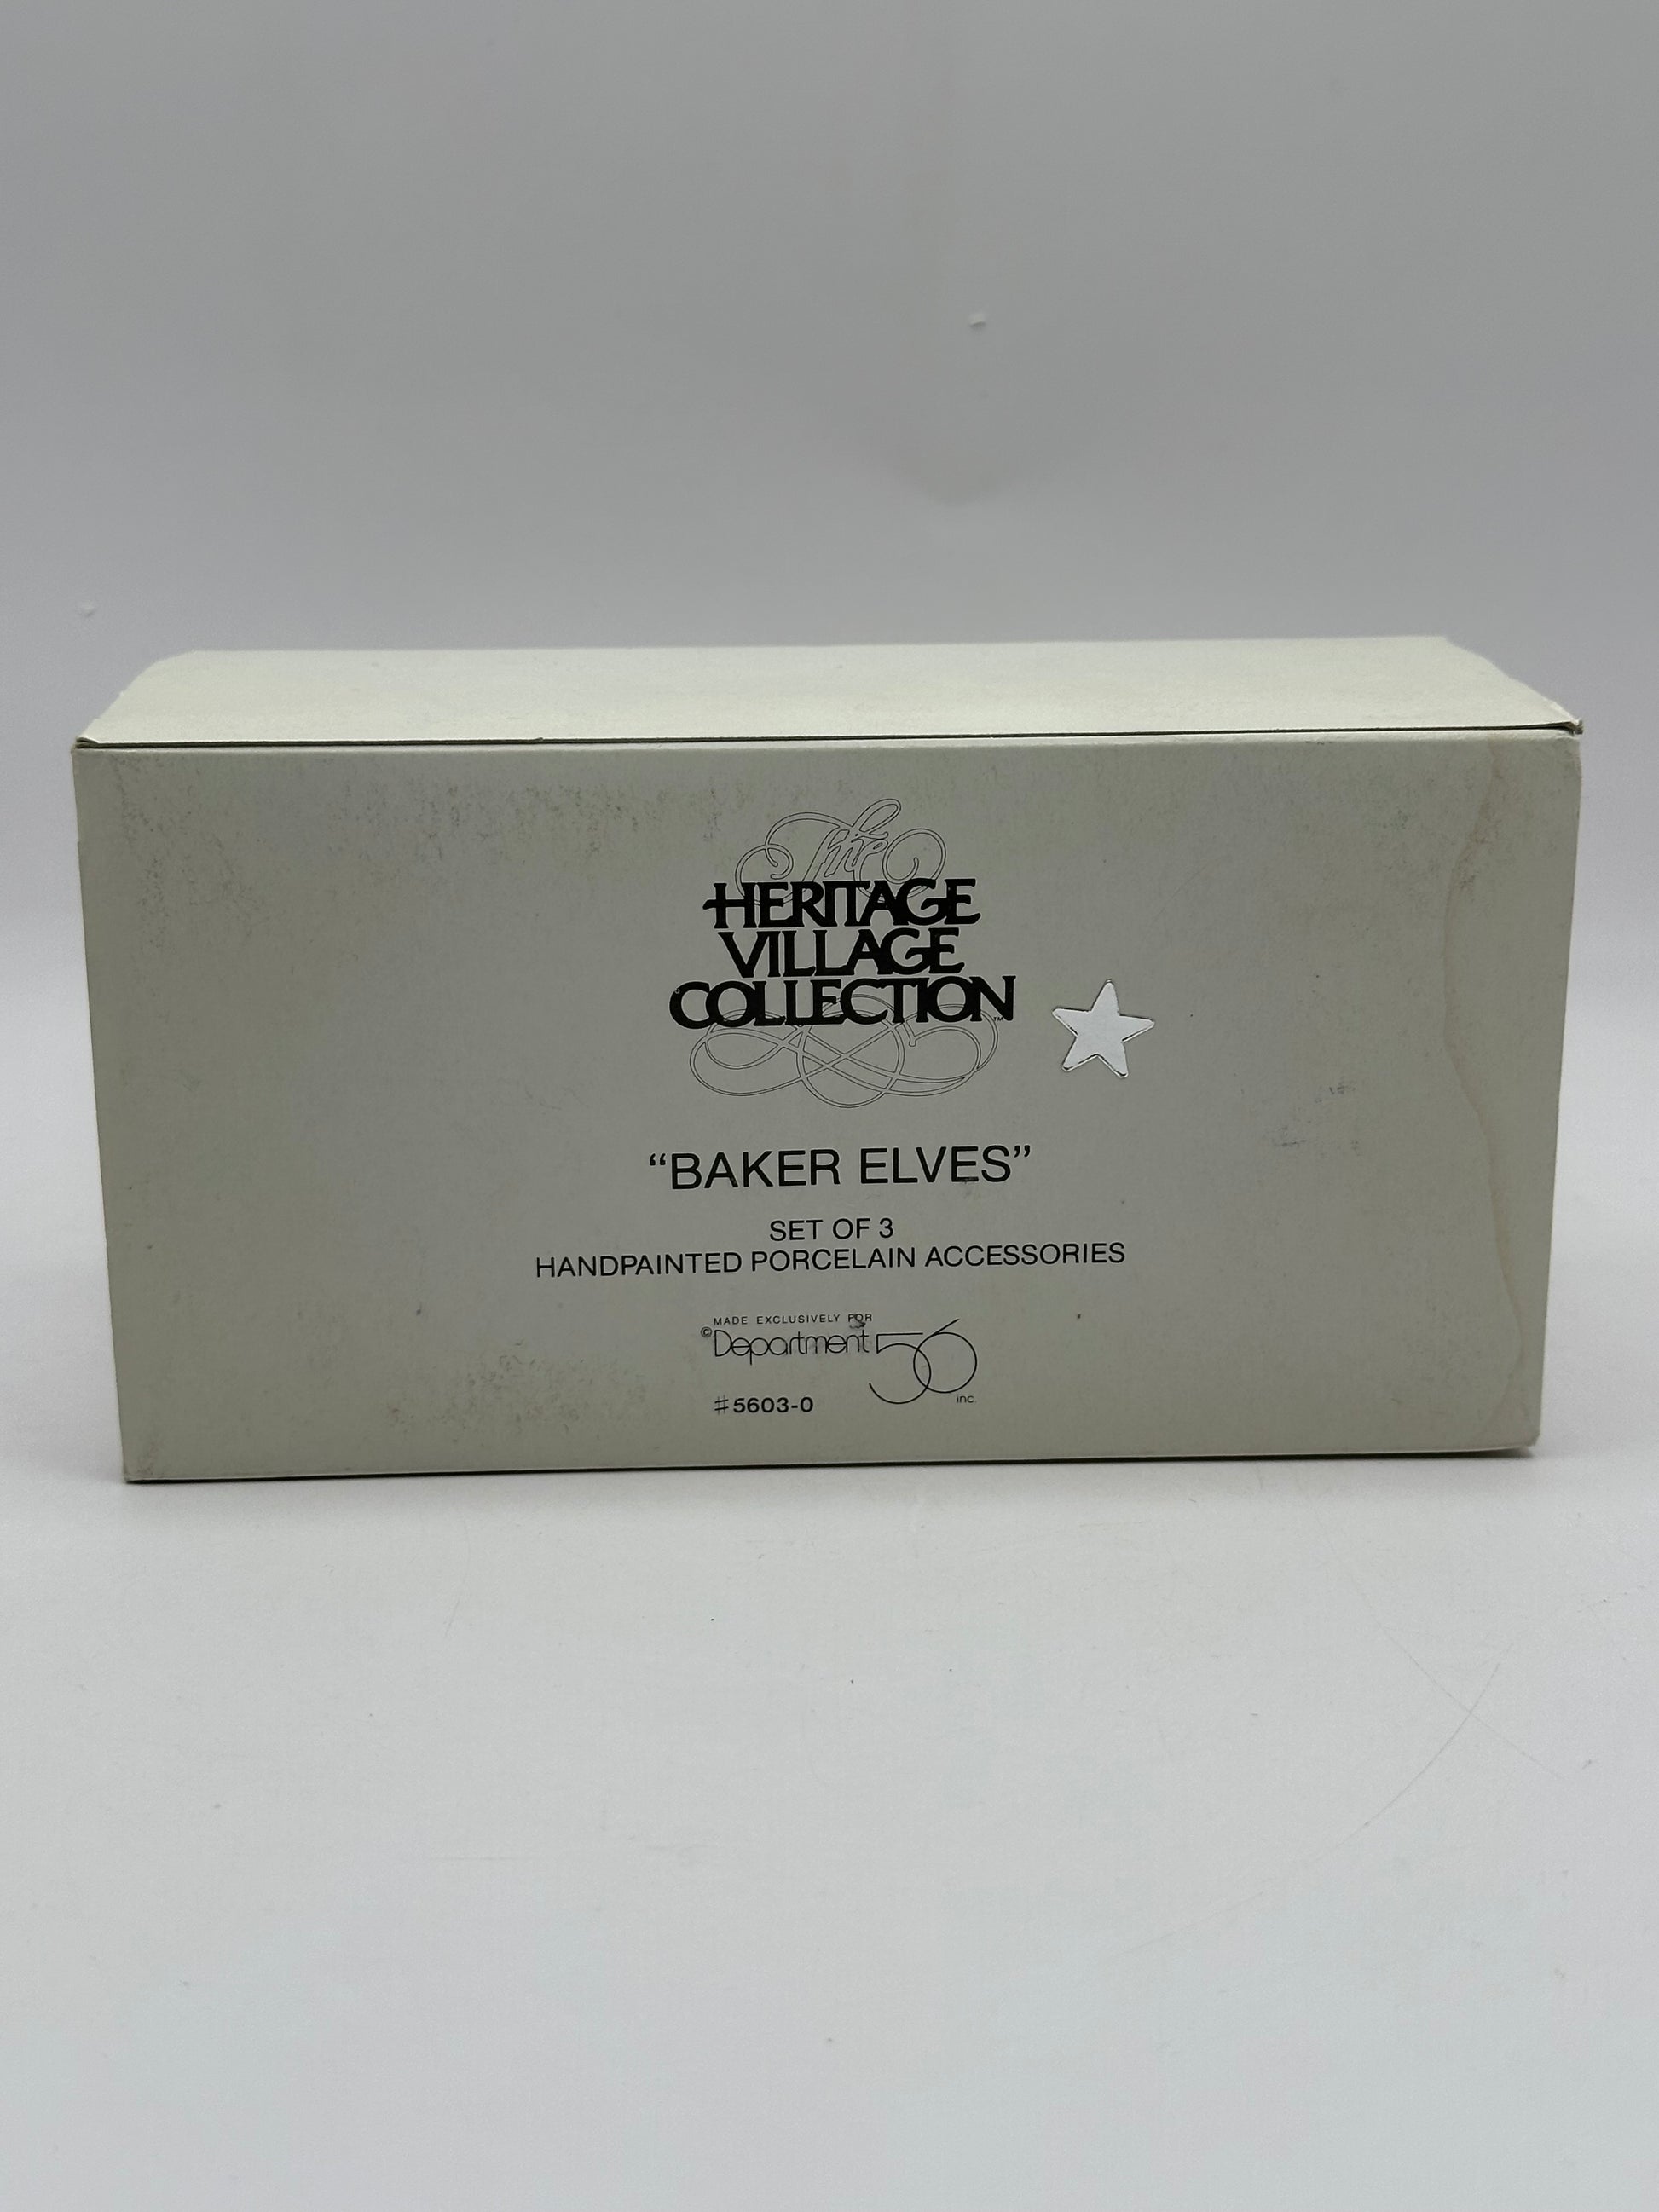 The
HERITAGE
VILLAGE
COLLECTION™
“BAKER ELVES”
SET OF 3
HANDPAINTED PORCELAIN ACCESSORIES
MADE EXCLUSIVELY FOR
©Department 56 inc.
#5603-0